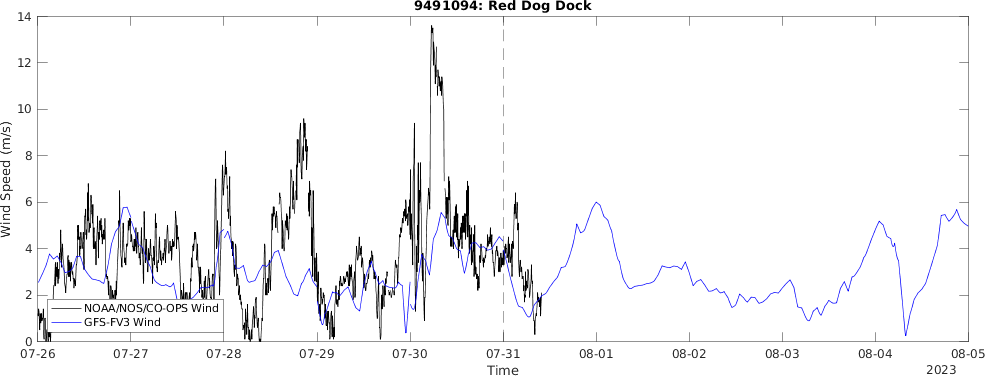 9491094: Red Dog Dock
Wind Speed (m/s)
14
12
10
8
6
4
2
0
NOAA/NOS/CO-OPS Wind
GFS-FV3 Wind
07-26 07-27 07-28 07-29 07-30 07-31 08-01 08-02 08-03 08-04 08-05
Time
2023